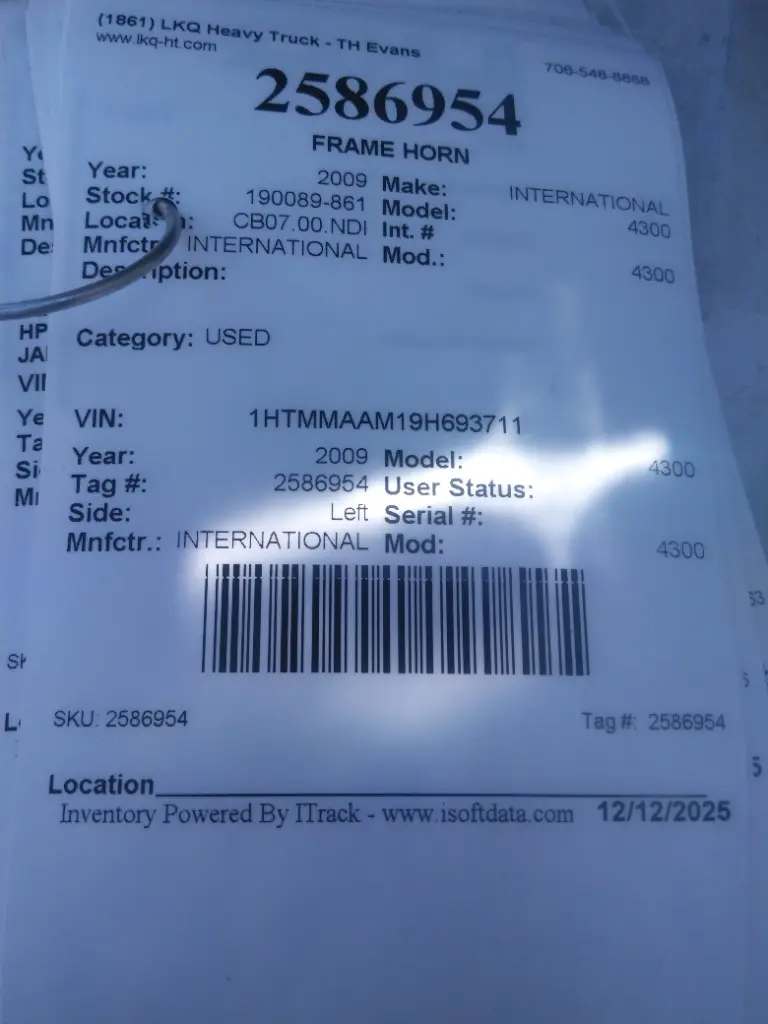 (1861) LKQ Heavy Truck - TH Evans
www.lkq-ht.com
706-548-8888
2586954
FRAME HORN
Year: 2009 Make: INTERNATIONAL
Stock #: 190089-861 Model: 4300
CB07.00.NDI Int. #
Mnfctr INTERNATIONAL Mod.: 4300
Category: USED
VIN: 1HTMMAAM19H693711
Year: 2009 Model: 4300
Tag #: 2586954 User Status:
Side: Left Serial #:
Mnfctr.: INTERNATIONAL Mod: 4300
SKU: 2586954 Tag #: 2586954
Location
Inventory Powered By ITrack - www.isoftdata.com 12/12/2025